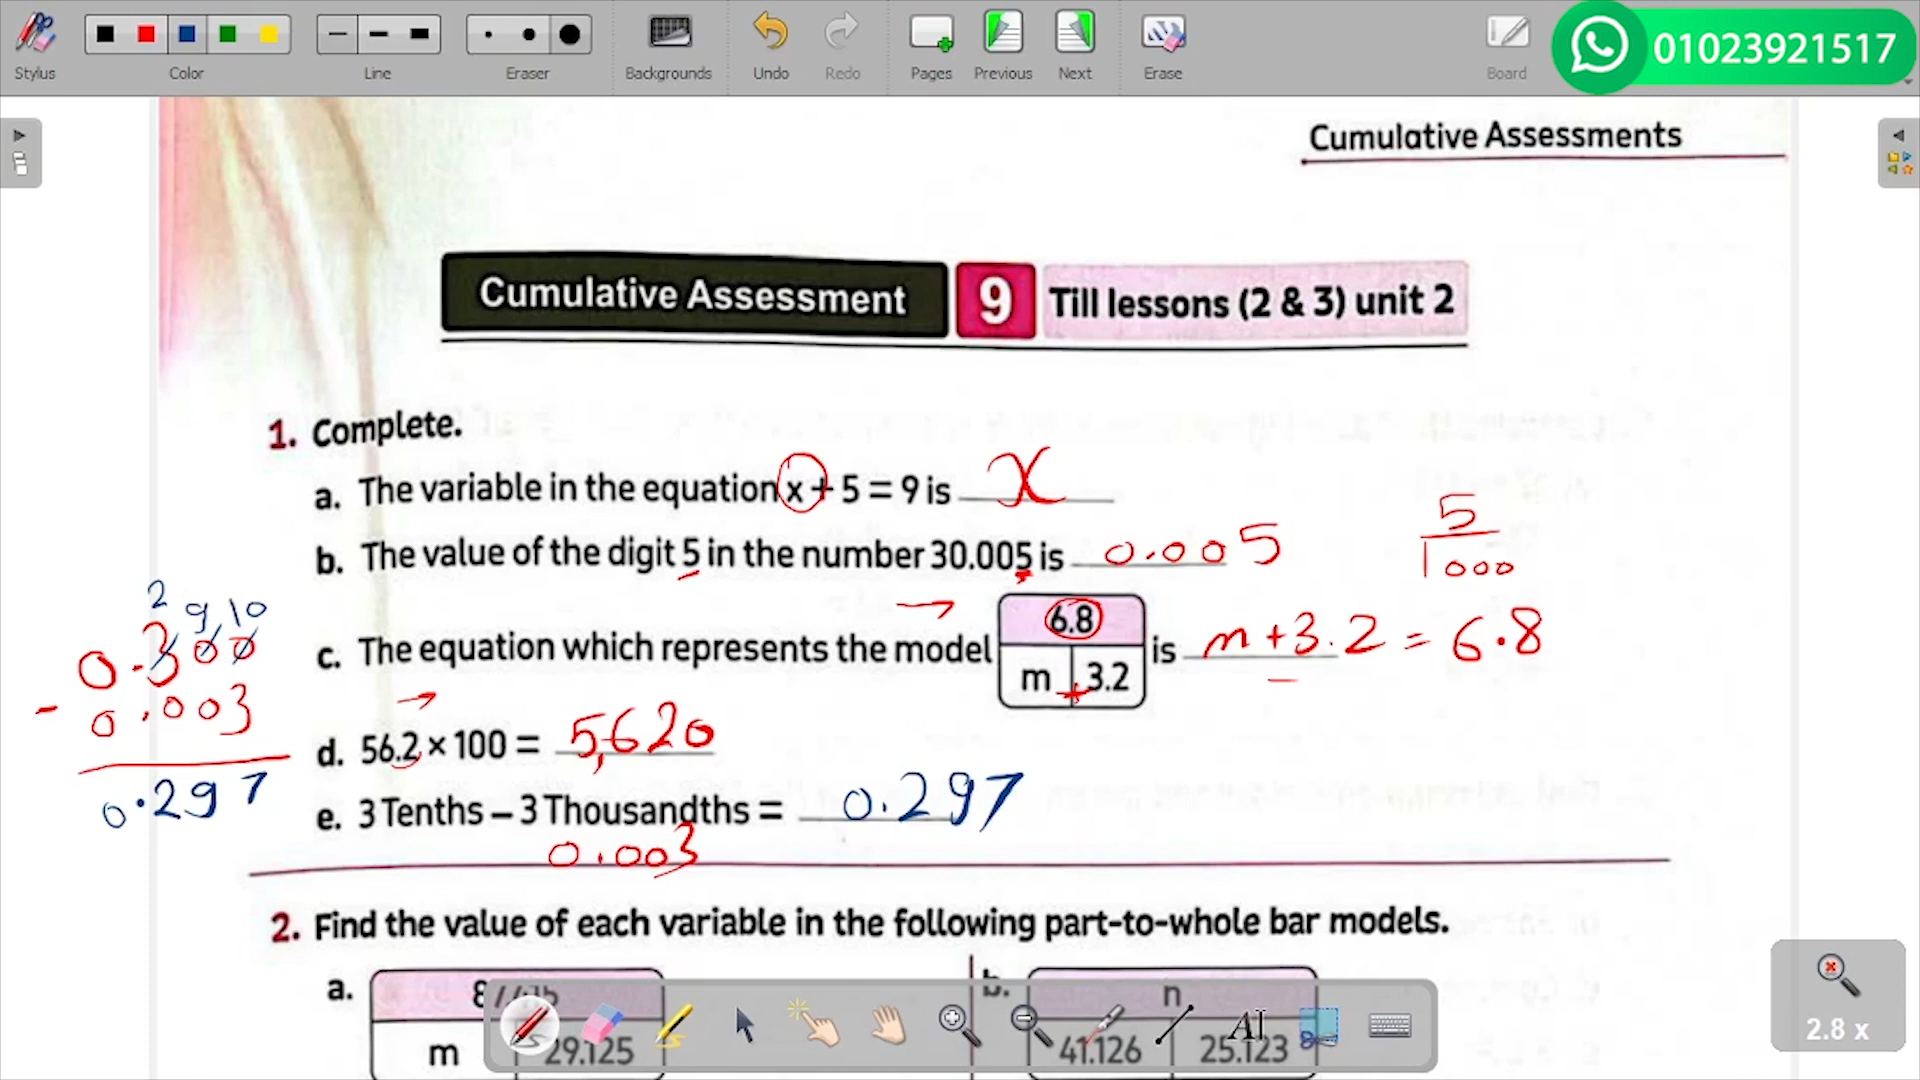 Stylus Color Line Eraser Backgrounds Undo Redo Pages Previous Next Erase Board
01023921517
Cumulative Assessments
Cumulative Assessment 9 Till lessons (2 & 3) unit 2
1. Complete.
a. The variable in the equation x + 5 = 9 is x
b. The value of the digit 5 in the number 30.005 is 0.005
5
1000
c. The equation which represents the model is m + 3.2 = 6.8
6.8
m + 3.2
d. 56.2 × 100 = 5,620
e. 3 Tenths – 3 Thousandths = 0.297
0.003
2 9 10
0.300
- 0.003
0.297
2. Find the value of each variable in the following part-to-whole bar models.
a.
m 29.125
b.
n
41.126 25.123
2.8 x